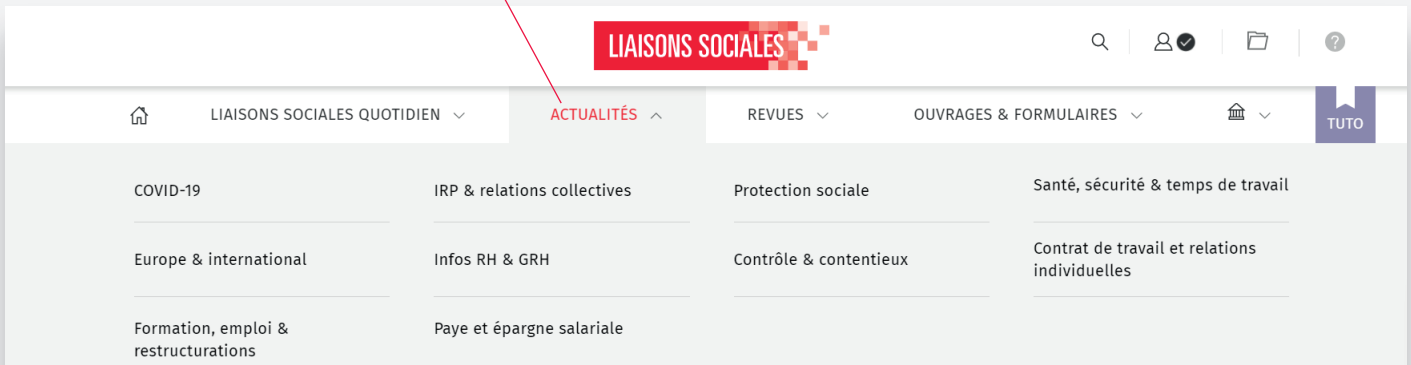 LIAISONS SOCIALES
LIAISONS SOCIALES QUOTIDIEN
ACTUALITÉS
REVUES
OUVRAGES & FORMULAIRES
TUTO
COVID-19
IRP & relations collectives
Protection sociale
Santé, sécurité & temps de travail
Europe & international
Infos RH & GRH
Contrôle & contentieux
Contrat de travail et relations
individuelles
Formation, emploi &
restructurations
Paye et épargne salariale